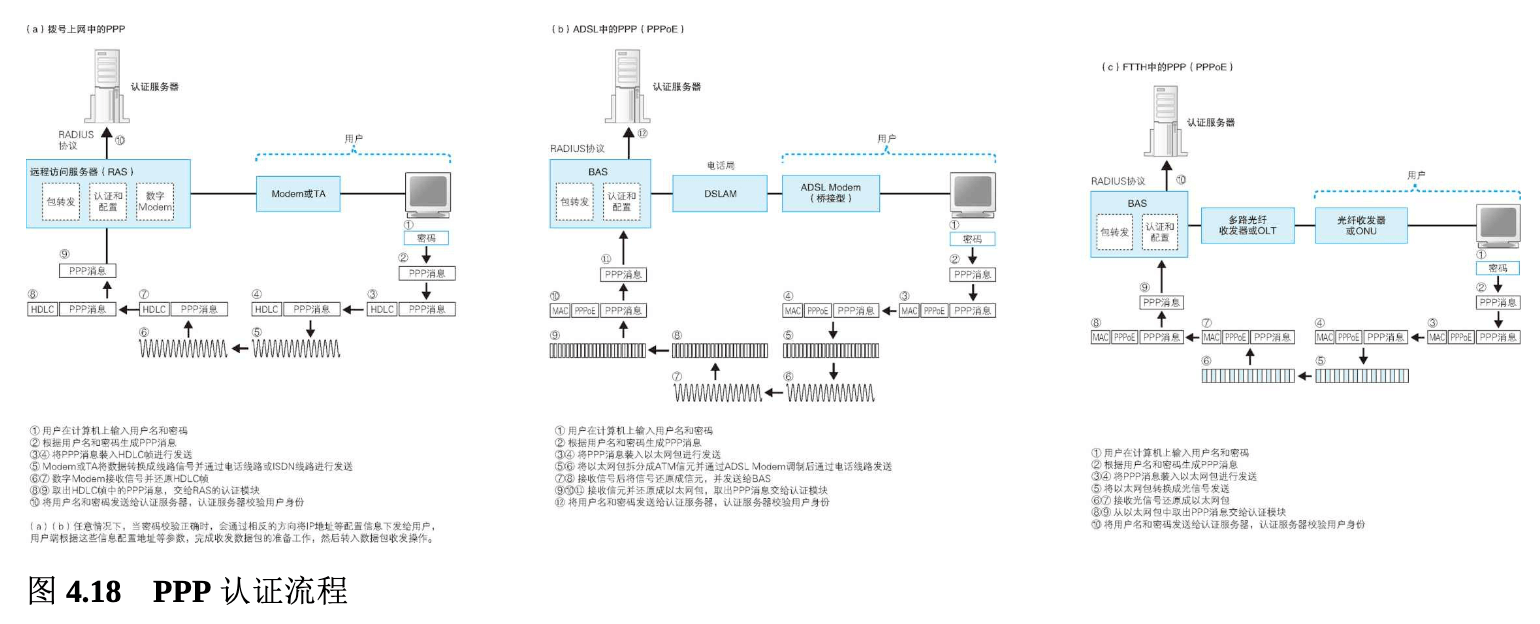 (a)拨号上网中的PPP
认证服务器
RADIUS
协议
⑩
用户
远程访问服务器(RAS)
包转发
认证和
配置
数字
Modem
Modem或TA
①
密码
②
PPP消息
⑨
PPP消息
⑧
HDLC PPP消息
⑦
HDLC PPP消息
④
HDLC PPP消息
③
HDLC PPP消息
⑥
⑤
① 用户在计算机上输入用户名和密码
② 根据用户名和密码生成PPP消息
③④ 将PPP消息装入HDLC帧进行发送
⑤ Modem或TA将数据转换成线路信号并通过电话线路或ISDN线路进行发送
⑥⑦ 数字Modem接收信号并还原HDLC帧
⑧⑨ 取出HDLC帧中的PPP消息，交给RAS的认证模块
⑩ 将用户名和密码发送给认证服务器，认证服务器校验用户身份
(a)(b)任意情况下，当密码校验正确时，会通过相反的方向将IP地址等配置信息下发给用户，
用户端根据这些信息配置地址等参数，完成收发数据包的准备工作，然后转入数据包收发操作。
(b)ADSL中的PPP(PPPoE)
认证服务器
⑫
RADIUS协议
BAS
包转发
认证和
配置
电话局
DSLAM
用户
ADSL Modem
(桥接型)
①
密码
②
PPP消息
⑪
PPP消息
⑩
MAC PPPoE PPP消息
④
MAC PPPoE PPP消息
③
MAC PPPoE PPP消息
⑨
⑧
⑤
⑦
⑥
① 用户在计算机上输入用户名和密码
② 根据用户名和密码生成PPP消息
③④ 将PPP消息装入以太网包进行发送
⑤⑥ 将以太网包拆分成ATM信元并通过ADSL Modem调制后通过电话线路发送
⑦⑧ 接收信号后将信号还原成信元，并发送给BAS
⑨⑩⑪ 接收信元并还原成以太网包，取出PPP消息交给认证模块
⑫ 将用户名和密码发送给认证服务器，认证服务器校验用户身份
(c)FTTH中的PPP(PPPoE)
认证服务器
RADIUS协议
⑩
BAS
包转发
认证和
配置
多路光纤
收发器或OLT
用户
光纤收发器
或ONU
①
密码
②
PPP消息
⑨
PPP消息
⑧
MAC PPPoE PPP消息
⑦
MAC PPPoE PPP消息
④
MAC PPPoE PPP消息
③
MAC PPPoE PPP消息
⑥
⑤
① 用户在计算机上输入用户名和密码
② 根据用户名和密码生成PPP消息
③④ 将PPP消息装入以太网包进行发送
⑤ 将以太网包转换成光信号发送
⑥⑦ 接收光信号还原成以太网包
⑧⑨ 从以太网包中取出PPP消息交给认证模块
⑩ 将用户名和密码发送给认证服务器，认证服务器校验用户身份
图 4.18 PPP 认证流程